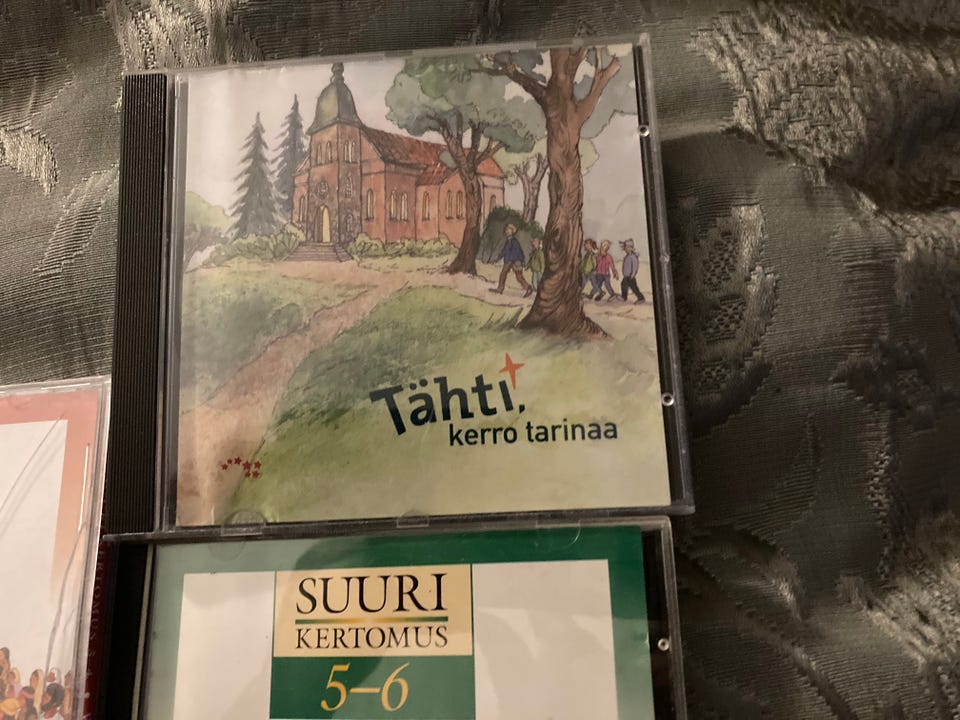 Tähti,
kerro tarinaa
SUURI
KERTOMUS
5–6